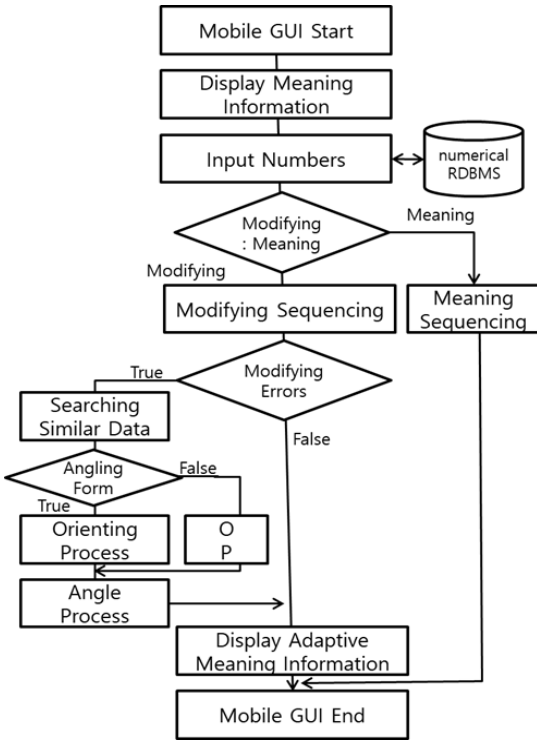 Mobile GUI Start
Display Meaning
Information
Input Numbers
numerical
RDBMS
Modifying
: Meaning
Meaning
Modifying
Modifying Sequencing
Meaning
Sequencing
Modifying
Errors
True
False
Searching
Similar Data
Angling
Form
False
True
Orienting
Process
O
P
Angle
Process
Display Adaptive
Meaning Information
Mobile GUI End